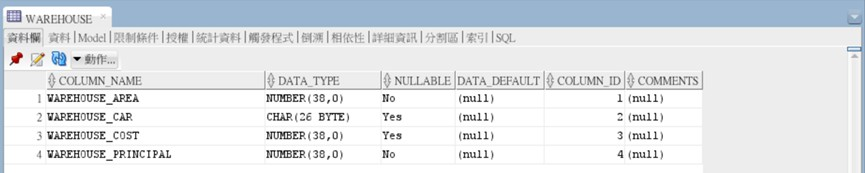 WAREHOUSE
資料欄 資料 Model 限制條件 授權 統計資料 觸發程式 倒溯 相依性 詳細資訊 分割區 索引 SQL
動作...
COLUMN_NAME DATA_TYPE NULLABLE DATA_DEFAULT COLUMN_ID COMMENTS
1 WAREHOUSE_AREA NUMBER(38,0) No (null) 1 (null)
2 WAREHOUSE_CAR CHAR(26 BYTE) Yes (null) 2 (null)
3 WAREHOUSE_COST NUMBER(38,0) Yes (null) 3 (null)
4 WAREHOUSE_PRINCIPAL NUMBER(38,0) No (null) 4 (null)